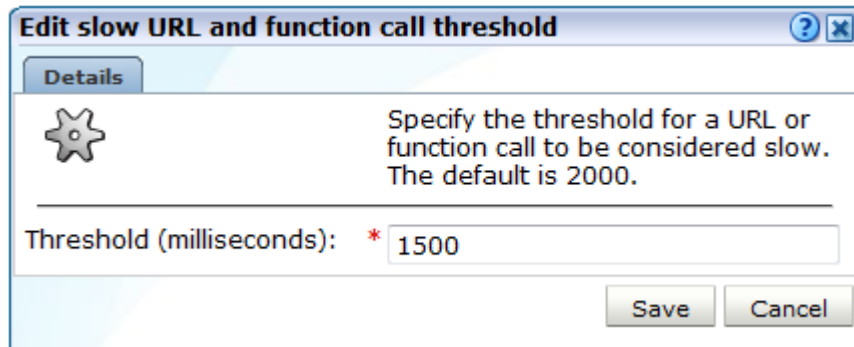 Edit slow URL and function call threshold
?
Details
Specify the threshold for a URL or
function call to be considered slow.
The default is 2000.
Threshold (milliseconds): * 1500
Save Cancel